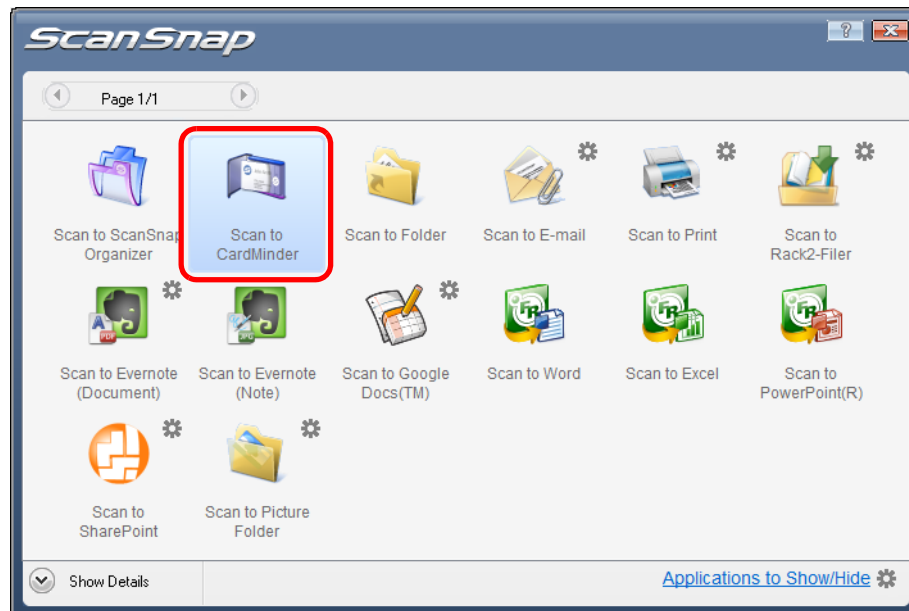 ScanSnap
Page 1/1
Scan to ScanSnap
Organizer
Scan to
CardMinder
Scan to Folder
Scan to E-mail
Scan to Print
Scan to
Rack2-Filer
Scan to Evernote
(Document)
Scan to Evernote
(Note)
Scan to Google
Docs(TM)
Scan to Word
Scan to Excel
Scan to
PowerPoint(R)
Scan to
SharePoint
Scan to Picture
Folder
Show Details
Applications to Show/Hide